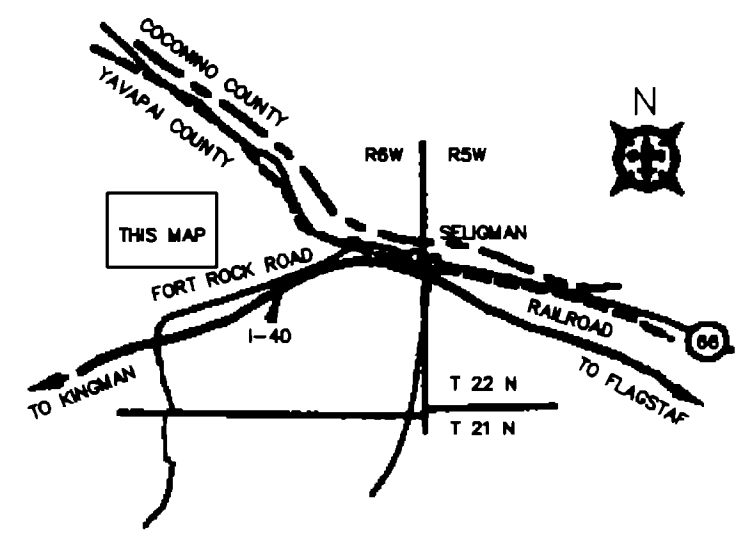 COCONINO COUNTY
N
YAVAPAI COUNTY
R6W
R5W
THIS MAP
SELIGMAN
FORT ROCK ROAD
RAILROAD
I-40
66
TO KINGMAN
TO FLAGSTAF
T 22 N
T 21 N